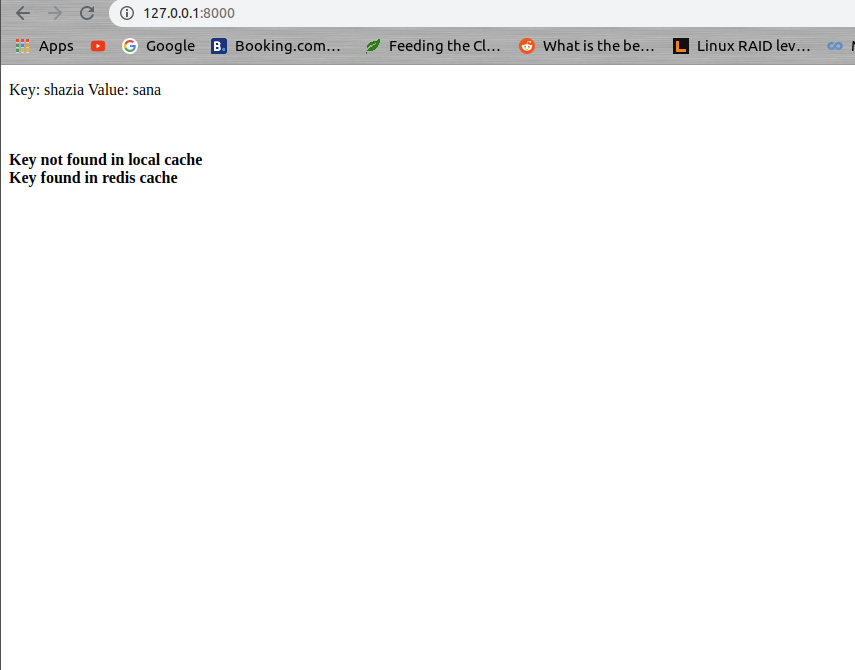 127.0.0.1:8000
Apps Google B. Booking.com… Feeding the Cl… What is the be… L Linux RAID lev…
Key: shazia Value: sana
Key not found in local cache
Key found in redis cache